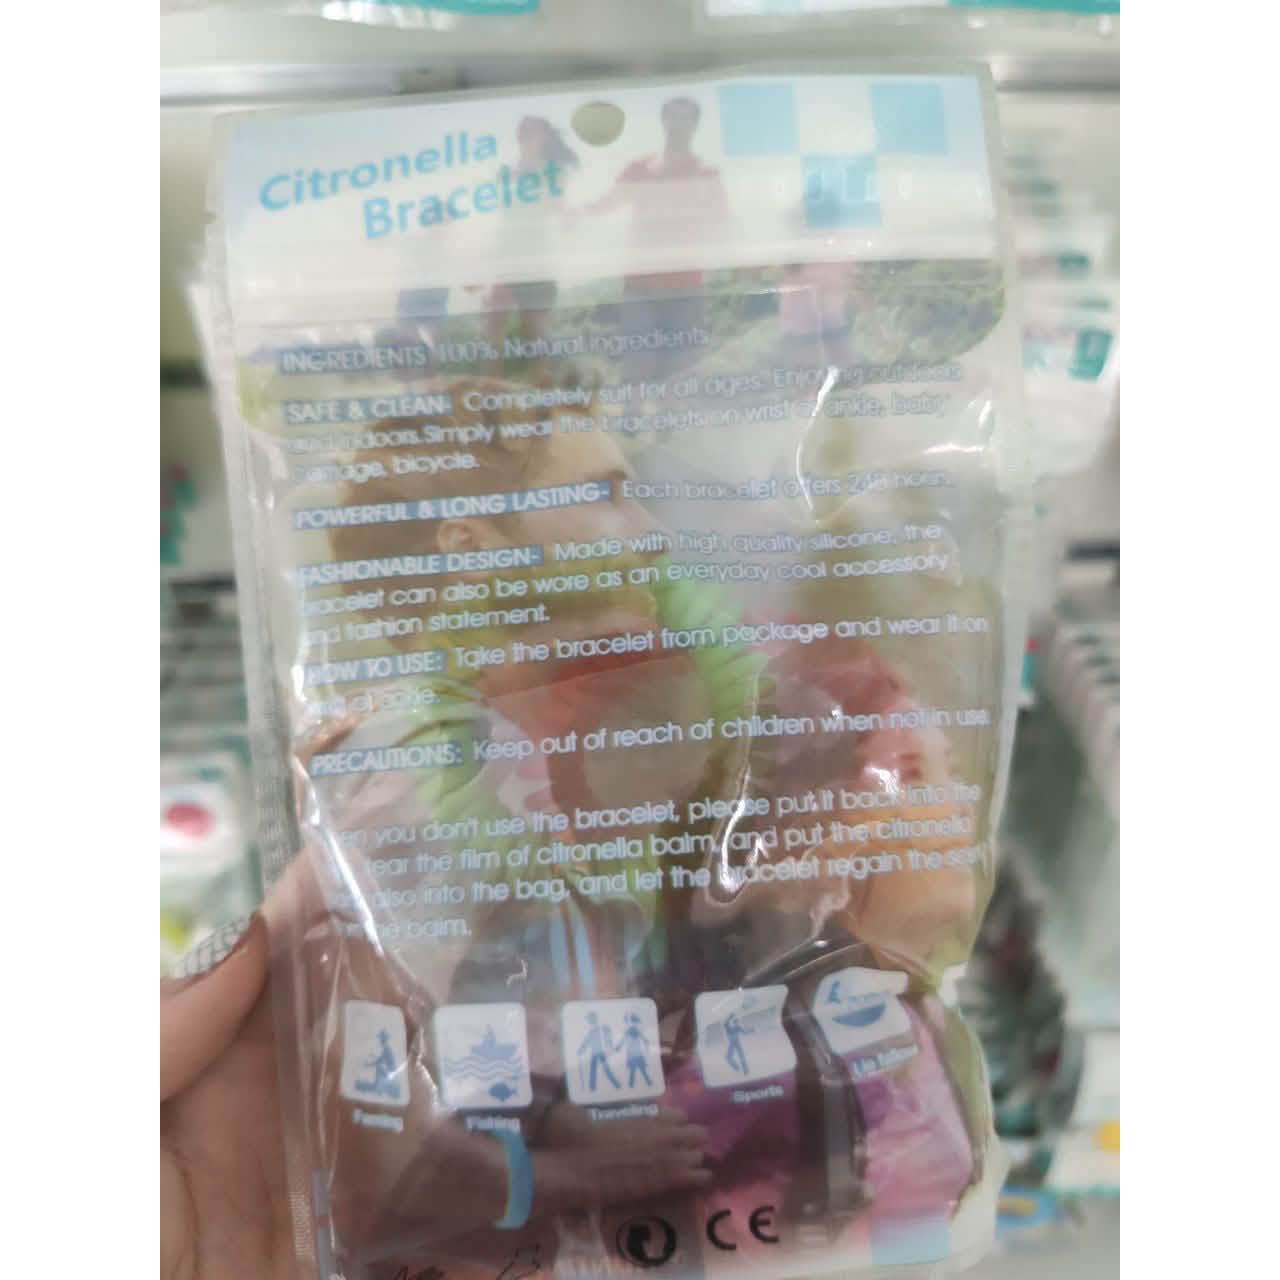 Citronella
Bracelet
ING-REDIENTS 100% Natural ingredients
SAFE & CLEAN- Completely suit for all ages. Enjoying outdoors
and indoors.Simply wear the bracelets on wrist or ankle, baby
bicycle.
POWERFUL & LONG LASTING- Each bracelet offers hours.
FASHIONABLE DESIGN- Made with high quality silicone, the
bracelet can also be wore as an everyday cool accessory
and fashion statement.
HOW TO USE: Take the bracelet from package and wear it on
PRECAUTIONS: Keep out of reach of children when not in use.
you don't use the bracelet, please put it back into the
tear the film of citronella balm, and put the citronella
also into the bag, and let the bracelet regain the
balm.
Fishing
Traveling
Sports
CE